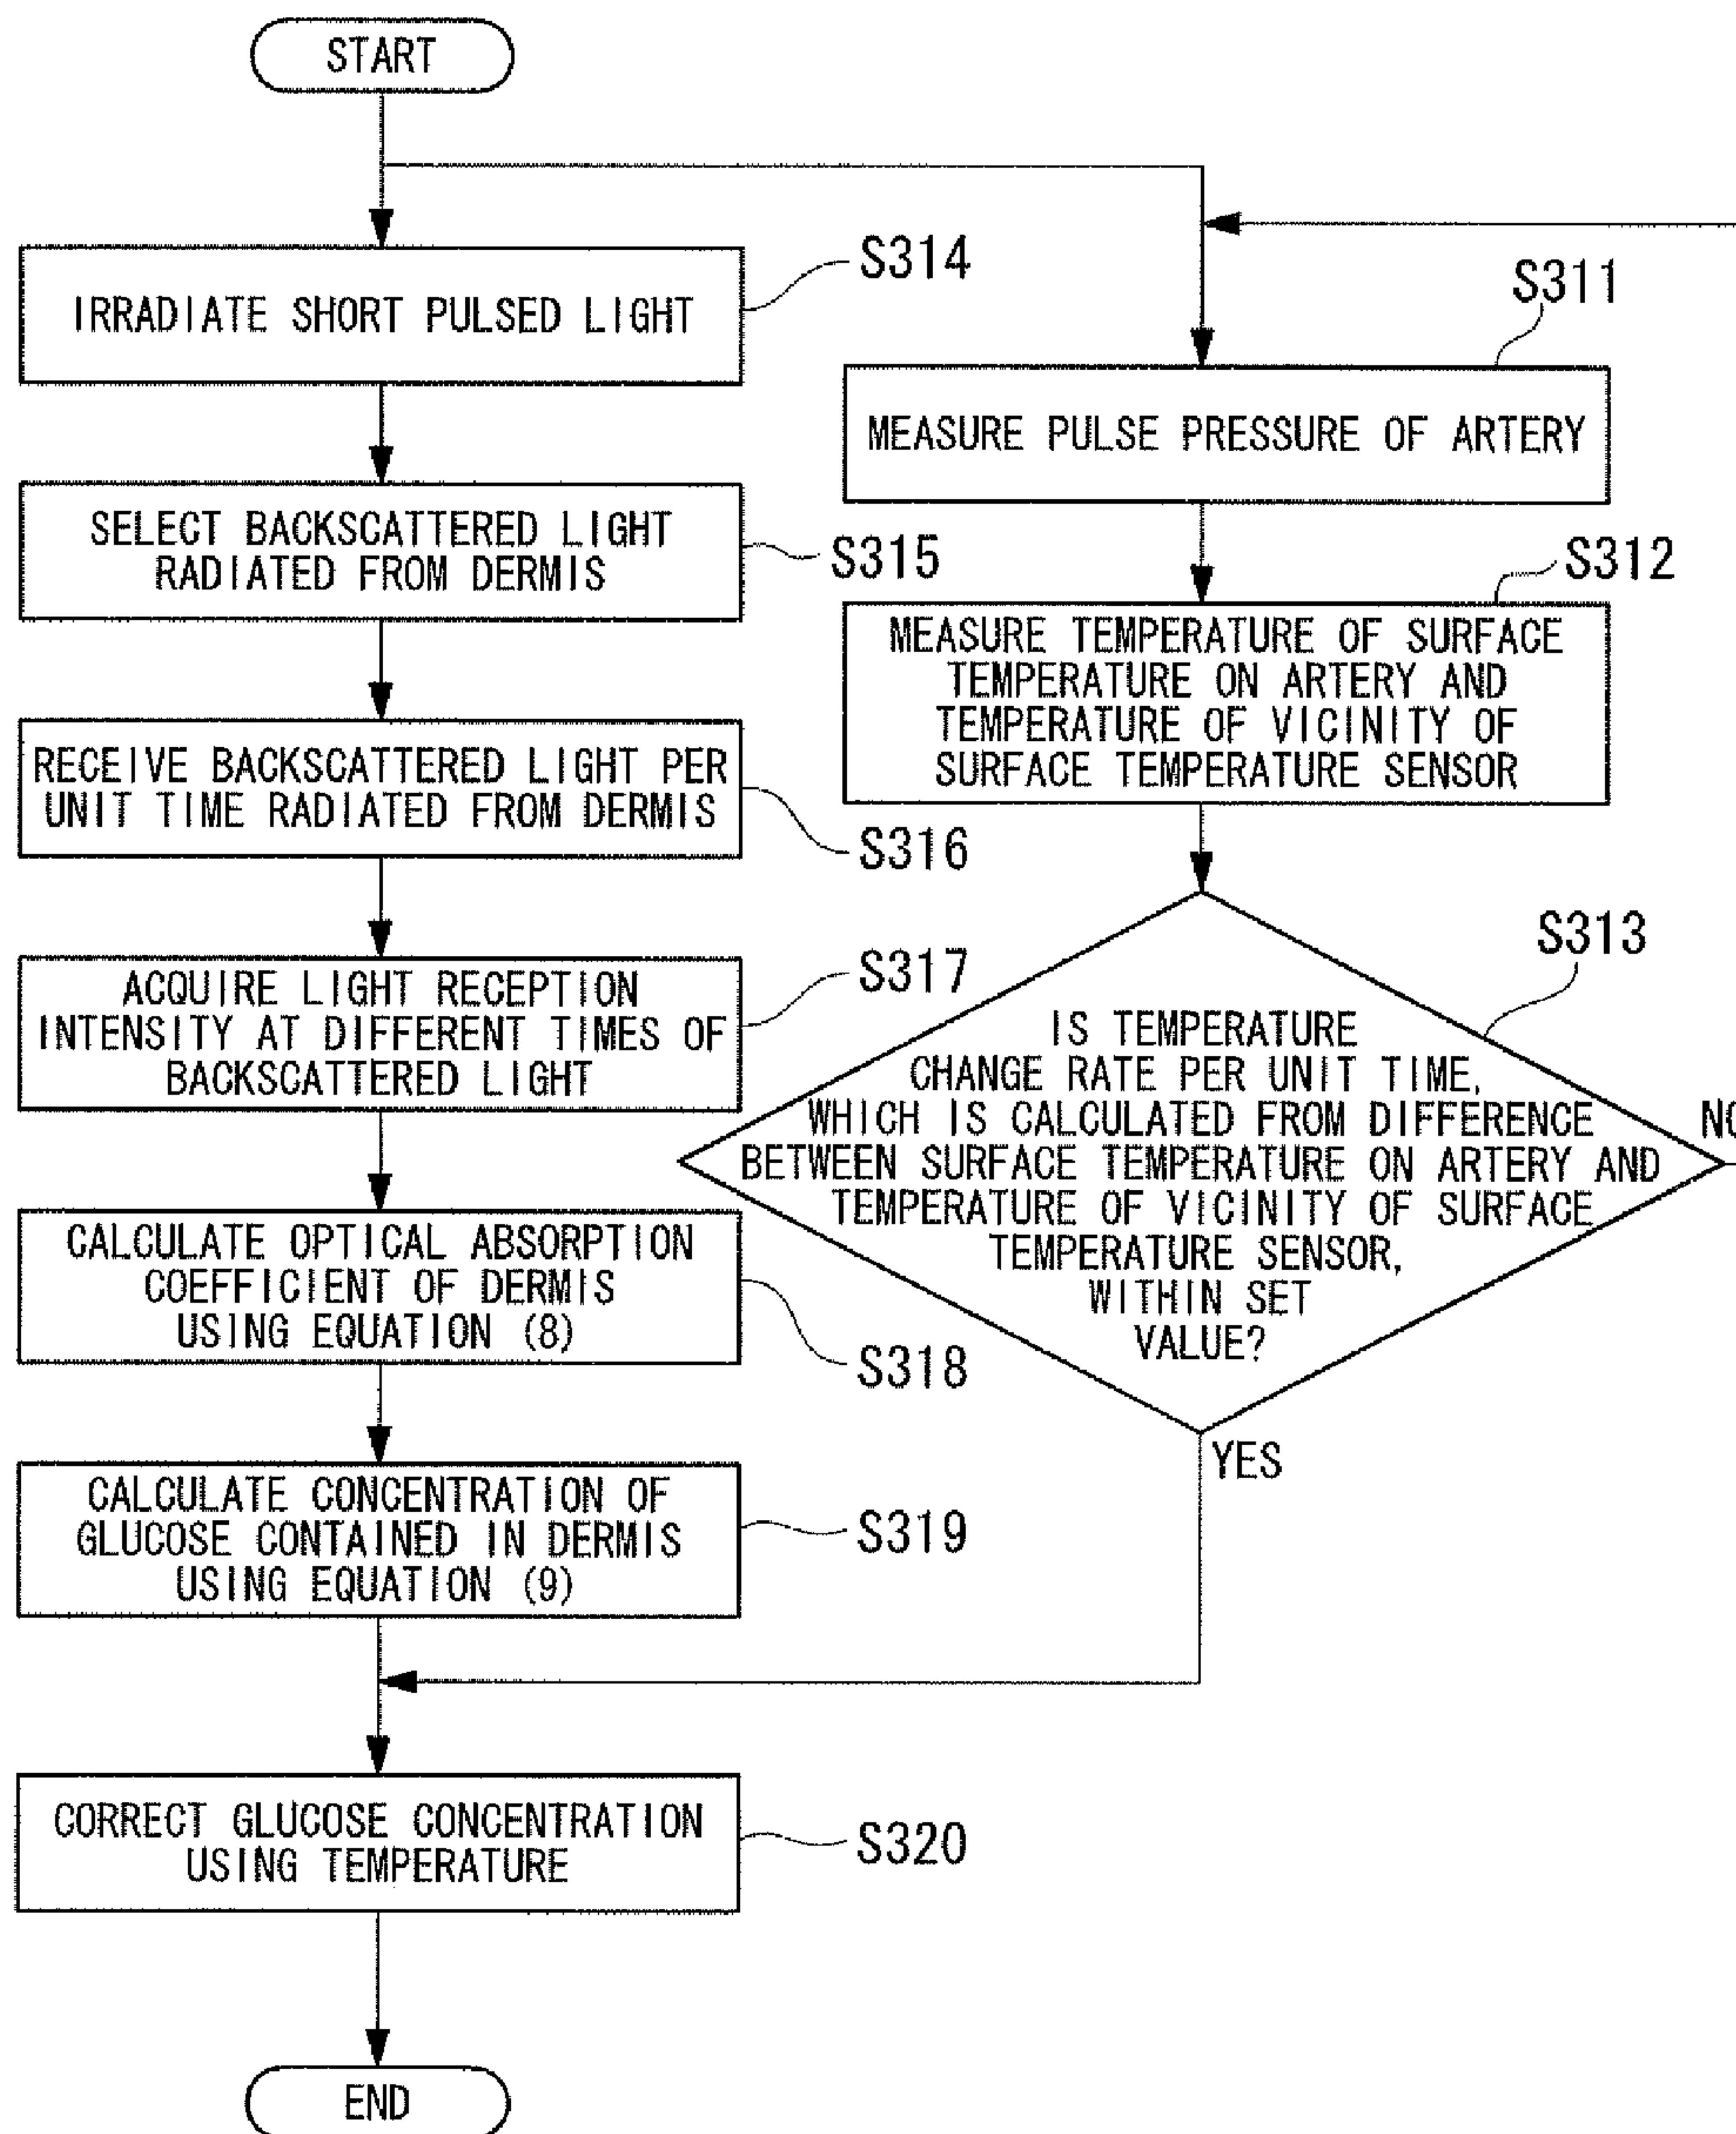 START
S314
IRRADIATE SHORT PULSED LIGHT
S311
MEASURE PULSE PRESSURE OF ARTERY
SELECT BACKSCATTERED LIGHT
RADIATED FROM DERMIS
S315
S312
MEASURE TEMPERATURE OF SURFACE
TEMPERATURE ON ARTERY AND
TEMPERATURE OF VICINITY OF
SURFACE TEMPERATURE SENSOR
RECEIVE BACKSCATTERED LIGHT PER
UNIT TIME RADIATED FROM DERMIS
S316
ACQUIRE LIGHT RECEPTION
INTENSITY AT DIFFERENT TIMES OF
BACKSCATTERED LIGHT
S317
S313
IS TEMPERATURE
CHANGE RATE PER UNIT TIME,
WHICH IS CALCULATED FROM DIFFERENCE
BETWEEN SURFACE TEMPERATURE ON ARTERY AND
TEMPERATURE OF VICINITY OF SURFACE
TEMPERATURE SENSOR,
WITHIN SET
VALUE?
CALCULATE OPTICAL ABSORPTION
COEFFICIENT OF DERMIS
USING EQUATION (8)
S318
YES
CALCULATE CONCENTRATION OF
GLUCOSE CONTAINED IN DERMIS
USING EQUATION (9)
S319
CORRECT GLUCOSE CONCENTRATION
USING TEMPERATURE
S320
END